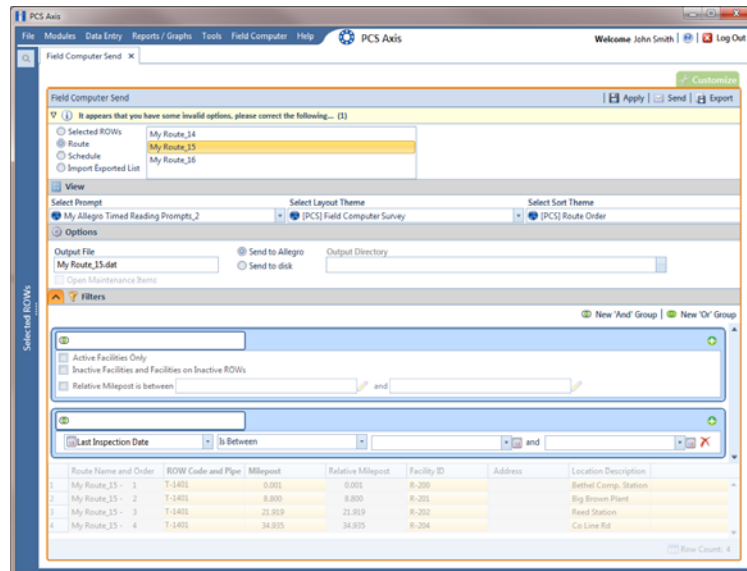 PCS Axis
File Modules Data Entry Reports / Graphs Tools Field Computer Help PCS Axis Welcome John Smith | Log Out
Field Computer Send ×
Customize
Field Computer Send | Apply | Send | Export
It appears that you have some invalid options, please correct the following... (1)
Selected ROWs
Route
Schedule
Import Exported List
My Route_14
My Route_15
My Route_16
View
Select Prompt Select Layout Theme Select Sort Theme
My Allegro Timed Reading Prompts_2 [PCS] Field Computer Survey [PCS] Route Order
Options
Output File Send to Allegro Output Directory
My Route_15.dat Send to disk
Open Maintenance Items
Filters
Selected ROWs
New 'And' Group | New 'Or' Group
Active Facilities Only
Inactive Facilities and Facilities on Inactive ROWs
Relative Milepost is between and
Last Inspection Date Is Between and
Route Name and Order ROW Code and Pipe Milepost Relative Milepost Facility ID Address Location Description
1 My Route_15 - 1 T-1401 0.001 0.001 R-200 Bethel Comp. Station
2 My Route_15 - 2 T-1401 8.800 8.800 R-201 Big Brown Plant
3 My Route_15 - 3 T-1401 21.919 21.919 R-202 Reed Station
4 My Route_15 - 4 T-1401 34.935 34.935 R-204 Co Line Rd
Row Count: 4